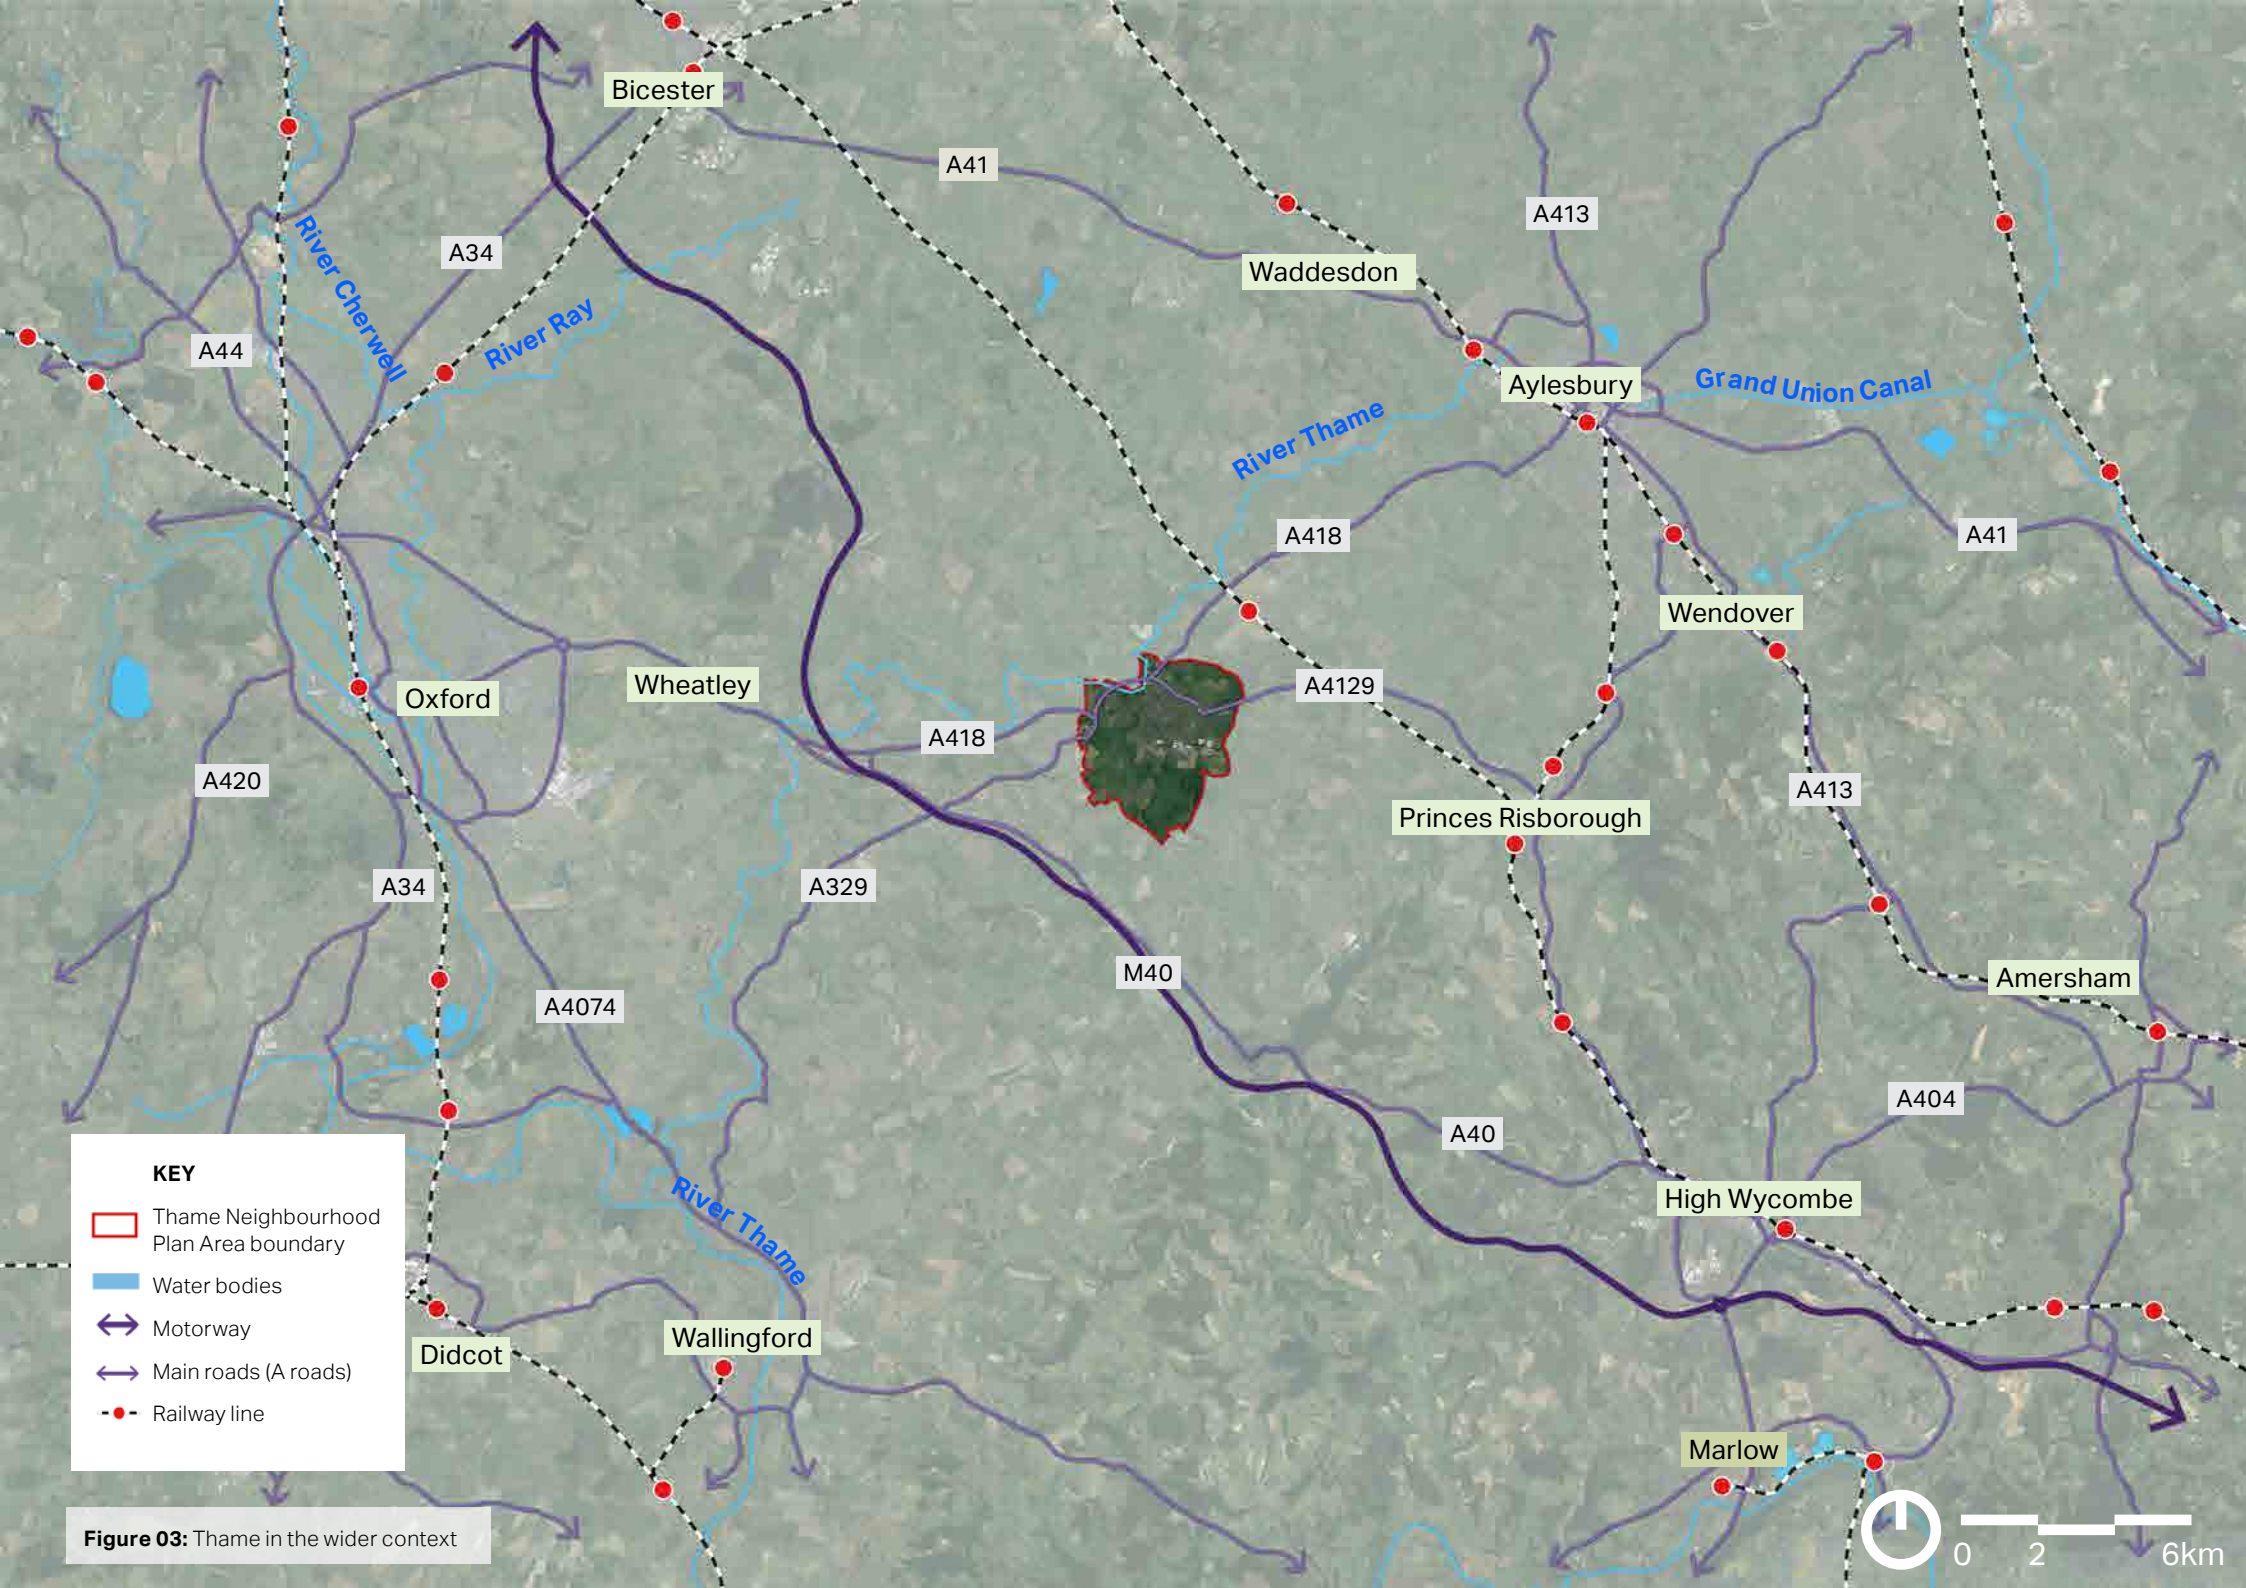 Bicester
A41
A413
A34
River Cherwell
Waddesdon
River Ray
A44
Aylesbury
Grand Union Canal
River Thame
A418
A41
Wendover
Wheatley
A4129
Oxford
A418
A420
A413
Princes Risborough
A34
A329
M40
Amersham
A4074
A404
A40
High Wycombe
River Thame
Wallingford
Didcot
Marlow
KEY
Thame Neighbourhood
Plan Area boundary
Water bodies
Motorway
Main roads (A roads)
Railway line
Figure 03: Thame in the wider context
0 2 6km